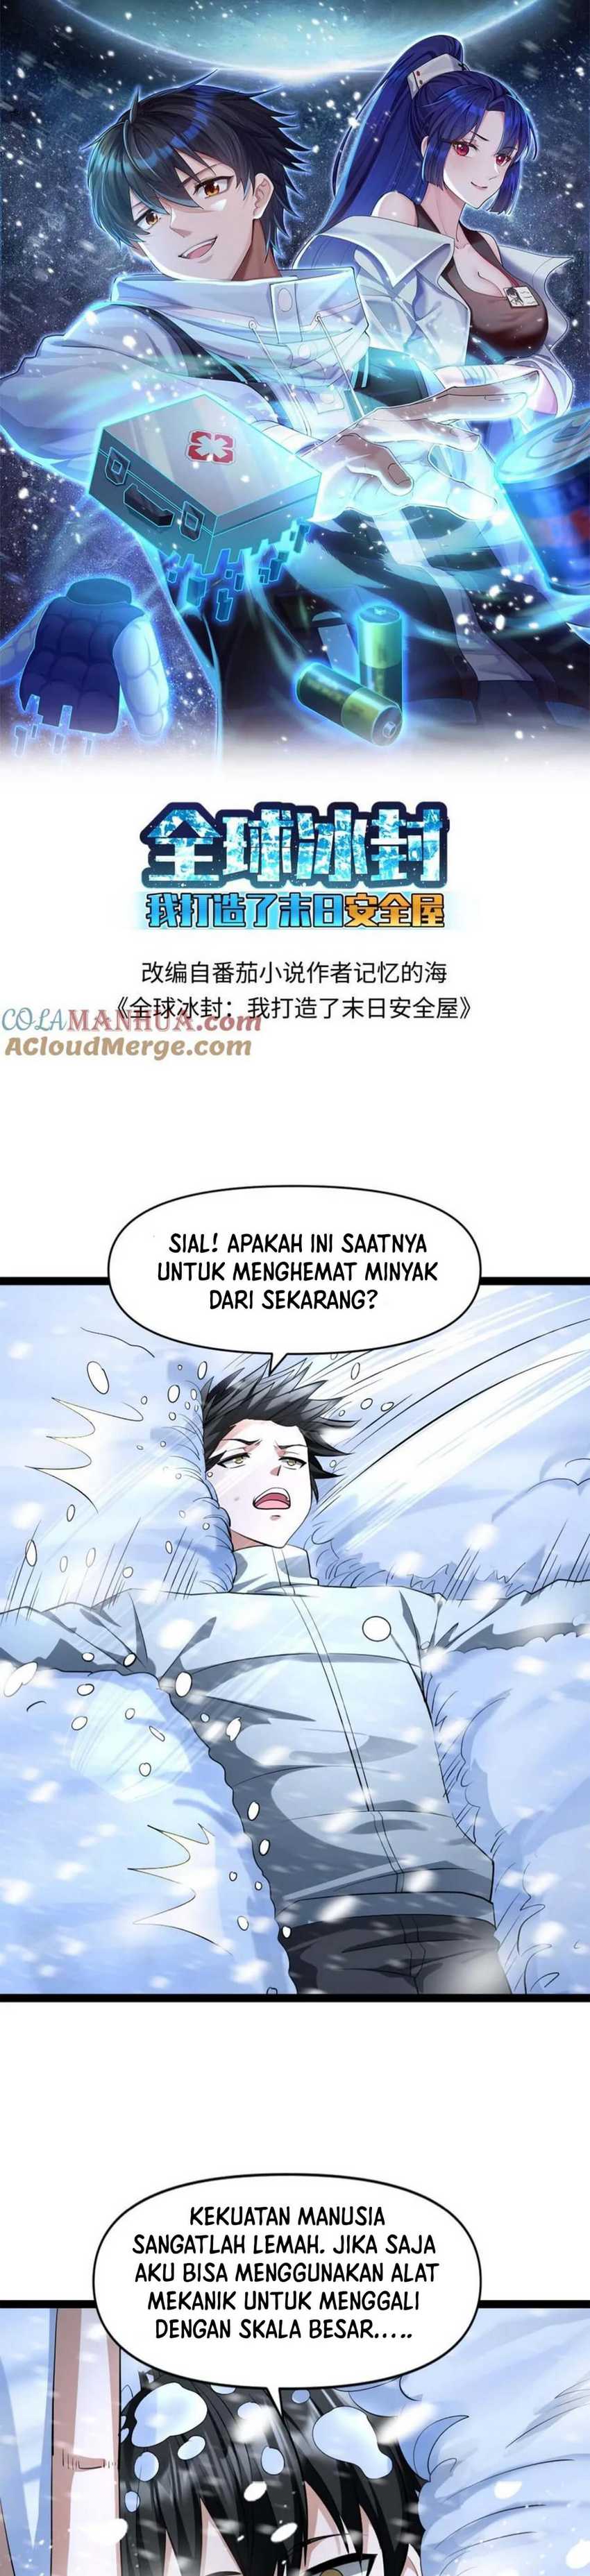 全球冰封
我打造了末日安全屋
改编自番茄小说作者记忆的海
《全球冰封：我打造了末日安全屋》
COLAMANHUA.com
ACloudMerge.com
SIAL! APAKAH INI SAATNYA
UNTUK MENGHEMAT MINYAK
DARI SEKARANG?
KEKUATAN MANUSIA
SANGATLAH LEMAH. JIKA SAJA
AKU BISA MENGGUNAKAN ALAT
MEKANIK UNTUK MENGGALI
DENGAN SKALA BESAR.....